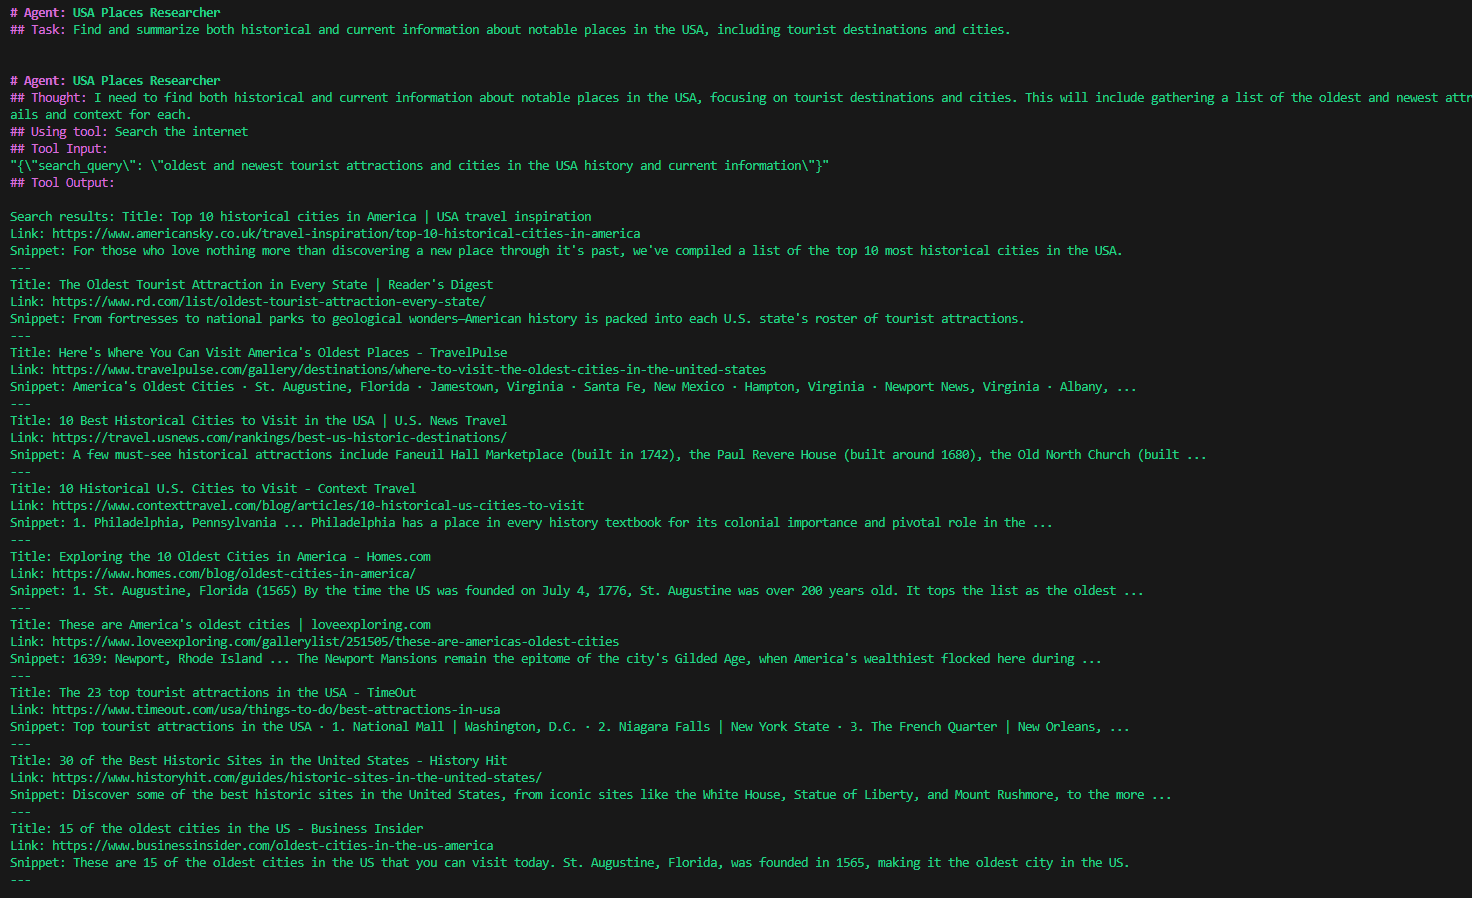 # Agent: USA Places Researcher
## Task: Find and summarize both historical and current information about notable places in the USA, including tourist destinations and cities.
# Agent: USA Places Researcher
## Thought: I need to find both historical and current information about notable places in the USA, focusing on tourist destinations and cities. This will include gathering a list of the oldest and newest attr
ails and context for each.
## Using tool: Search the internet
## Tool Input:
"{\"search_query\": \"oldest and newest tourist attractions and cities in the USA history and current information\"}"
## Tool Output:
Search results: Title: Top 10 historical cities in America | USA travel inspiration
Link: https://www.americansky.co.uk/travel-inspiration/top-10-historical-cities-in-america
Snippet: For those who love nothing more than discovering a new place through it's past, we've compiled a list of the top 10 most historical cities in the USA.
---
Title: The Oldest Tourist Attraction in Every State | Reader's Digest
Link: https://www.rd.com/list/oldest-tourist-attraction-every-state/
Snippet: From fortresses to national parks to geological wonders—American history is packed into each U.S. state's roster of tourist attractions.
---
Title: Here's Where You Can Visit America's Oldest Places - TravelPulse
Link: https://www.travelpulse.com/gallery/destinations/where-to-visit-the-oldest-cities-in-the-united-states
Snippet: America's Oldest Cities · St. Augustine, Florida · Jamestown, Virginia · Santa Fe, New Mexico · Hampton, Virginia · Newport News, Virginia · Albany, ...
---
Title: 10 Best Historical Cities to Visit in the USA | U.S. News Travel
Link: https://travel.usnews.com/rankings/best-us-historic-destinations/
Snippet: A few must-see historical attractions include Faneuil Hall Marketplace (built in 1742), the Paul Revere House (built around 1680), the Old North Church (built ...
---
Title: 10 Historical U.S. Cities to Visit - Context Travel
Link: https://www.contexttravel.com/blog/articles/10-historical-us-cities-to-visit
Snippet: 1. Philadelphia, Pennsylvania ... Philadelphia has a place in every history textbook for its colonial importance and pivotal role in the ...
---
Title: Exploring the 10 Oldest Cities in America - Homes.com
Link: https://www.homes.com/blog/oldest-cities-in-america/
Snippet: 1. St. Augustine, Florida (1565) By the time the US was founded on July 4, 1776, St. Augustine was over 200 years old. It tops the list as the oldest ...
---
Title: These are America's oldest cities | loveexploring.com
Link: https://www.loveexploring.com/gallerylist/251505/these-are-americas-oldest-cities
Snippet: 1639: Newport, Rhode Island ... The Newport Mansions remain the epitome of the city's Gilded Age, when America's wealthiest flocked here during ...
---
Title: The 23 top tourist attractions in the USA - TimeOut
Link: https://www.timeout.com/usa/things-to-do/best-attractions-in-usa
Snippet: Top tourist attractions in the USA · 1. National Mall | Washington, D.C. · 2. Niagara Falls | New York State · 3. The French Quarter | New Orleans, ...
---
Title: 30 of the Best Historic Sites in the United States - History Hit
Link: https://www.historyhit.com/guides/historic-sites-in-the-united-states/
Snippet: Discover some of the best historic sites in the United States, from iconic sites like the White House, Statue of Liberty, and Mount Rushmore, to the more ...
---
Title: 15 of the oldest cities in the US - Business Insider
Link: https://www.businessinsider.com/oldest-cities-in-the-us-america
Snippet: These are 15 of the oldest cities in the US that you can visit today. St. Augustine, Florida, was founded in 1565, making it the oldest city in the US.
---